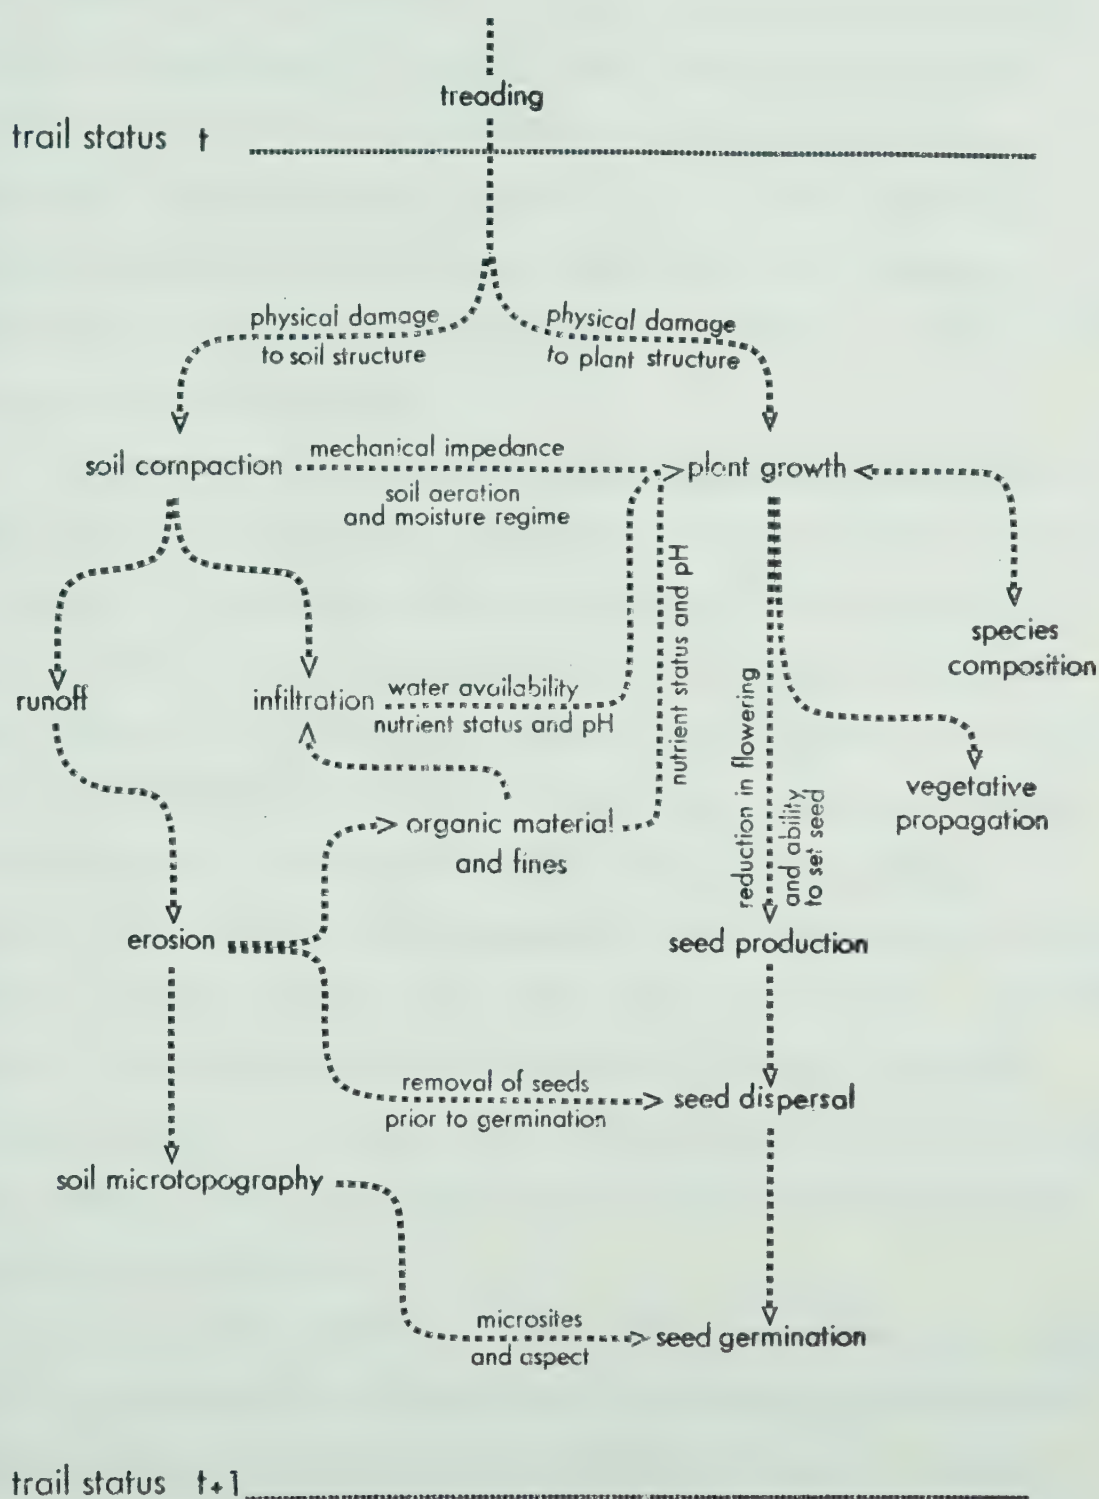 treading
trail status t
physical damage
to soil structure
physical damage
to plant structure
soil compaction
mechanical impedance
soil aeration
and moisture regime
plant growth
nutrient status and pH
species
composition
runoff
infiltration
water availability
nutrient status and pH
reduction in flowering
and ability
to set seed
vegetative
propagation
organic material
and fines
erosion
seed production
removal of seeds
prior to germination
seed dispersal
soil microtopography
microsites
and aspect
seed germination
trail status t+1